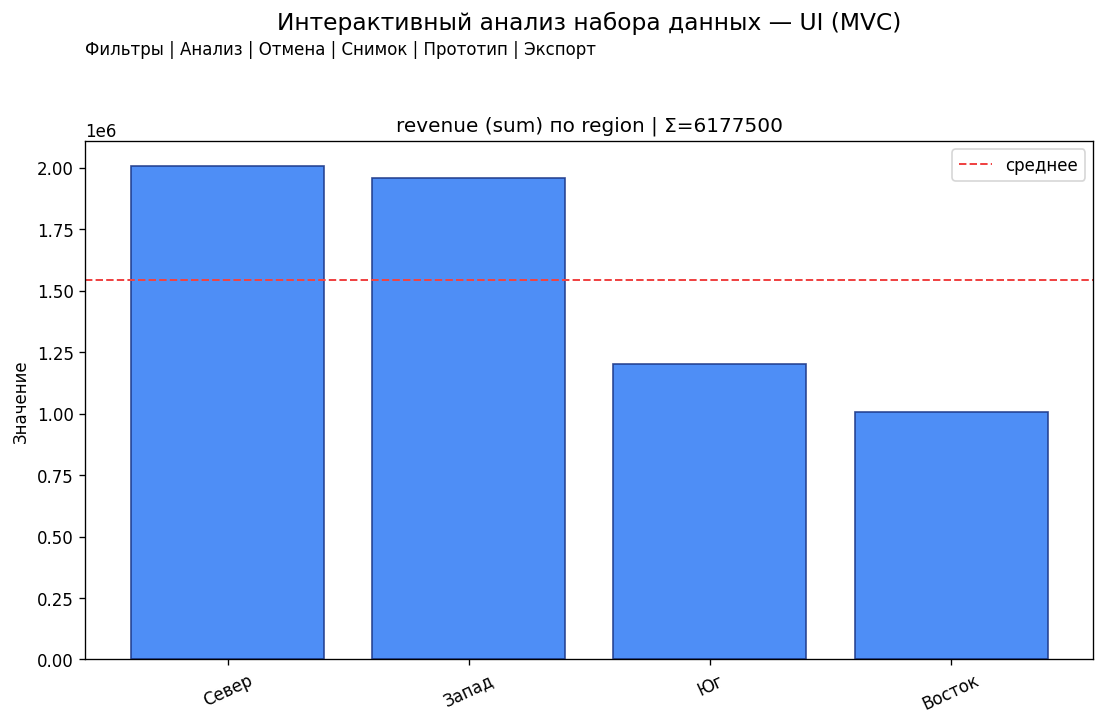 Интерактивный анализ набора данных — UI (MVC)
Фильтры | Анализ | Отмена | Снимок | Прототип | Экспорт
revenue (sum) по region | Σ=6177500
1e6
среднее
2.00
1.75
1.50
1.25
1.00
0.75
0.50
0.25
0.00
Значение
Север
Запад
Юг
Восток